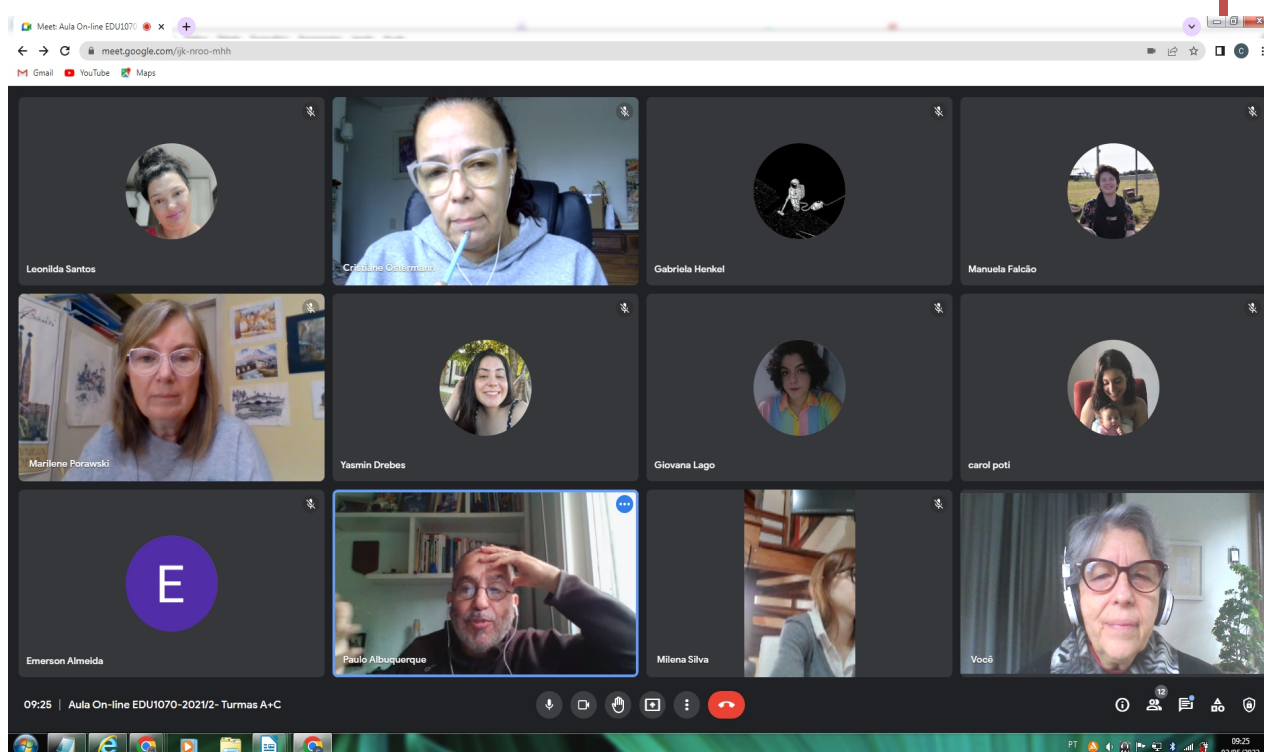 Meet: Aula On-line EDU1070
meet.google.com/ijk-nroo-mhh
Gmail YouTube Maps
C
Leonilda Santos
Cristiane Ostermann
Gabriela Henkel
Manuela Falcão
Marilene Porawski
Yasmin Drebes
Giovana Lago
carol poti
E
Emerson Almeida
Paulo Albuquerque
Milena Silva
Você
09:25 | Aula On-line EDU1070-2021/2- Turmas A+C
12
PT
09:25